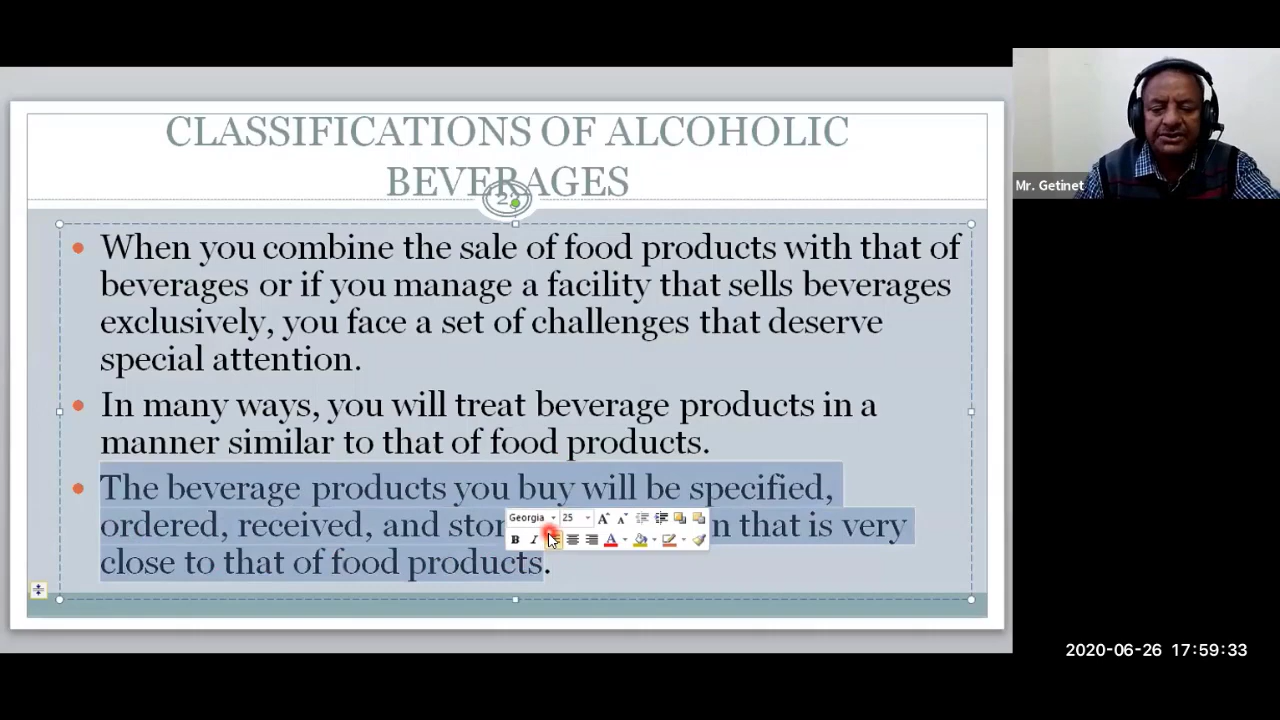 CLASSIFICATIONS OF ALCOHOLIC
BEVERAGES
When you combine the sale of food products with that of
beverages or if you manage a facility that sells beverages
exclusively, you face a set of challenges that deserve
special attention.
In many ways, you will treat beverage products in a
manner similar to that of food products.
The beverage products you buy will be specified,
ordered, received, and that is very
close to that of food products.
Georgia 25
Mr. Getinet
2020-06-26 17:59:33